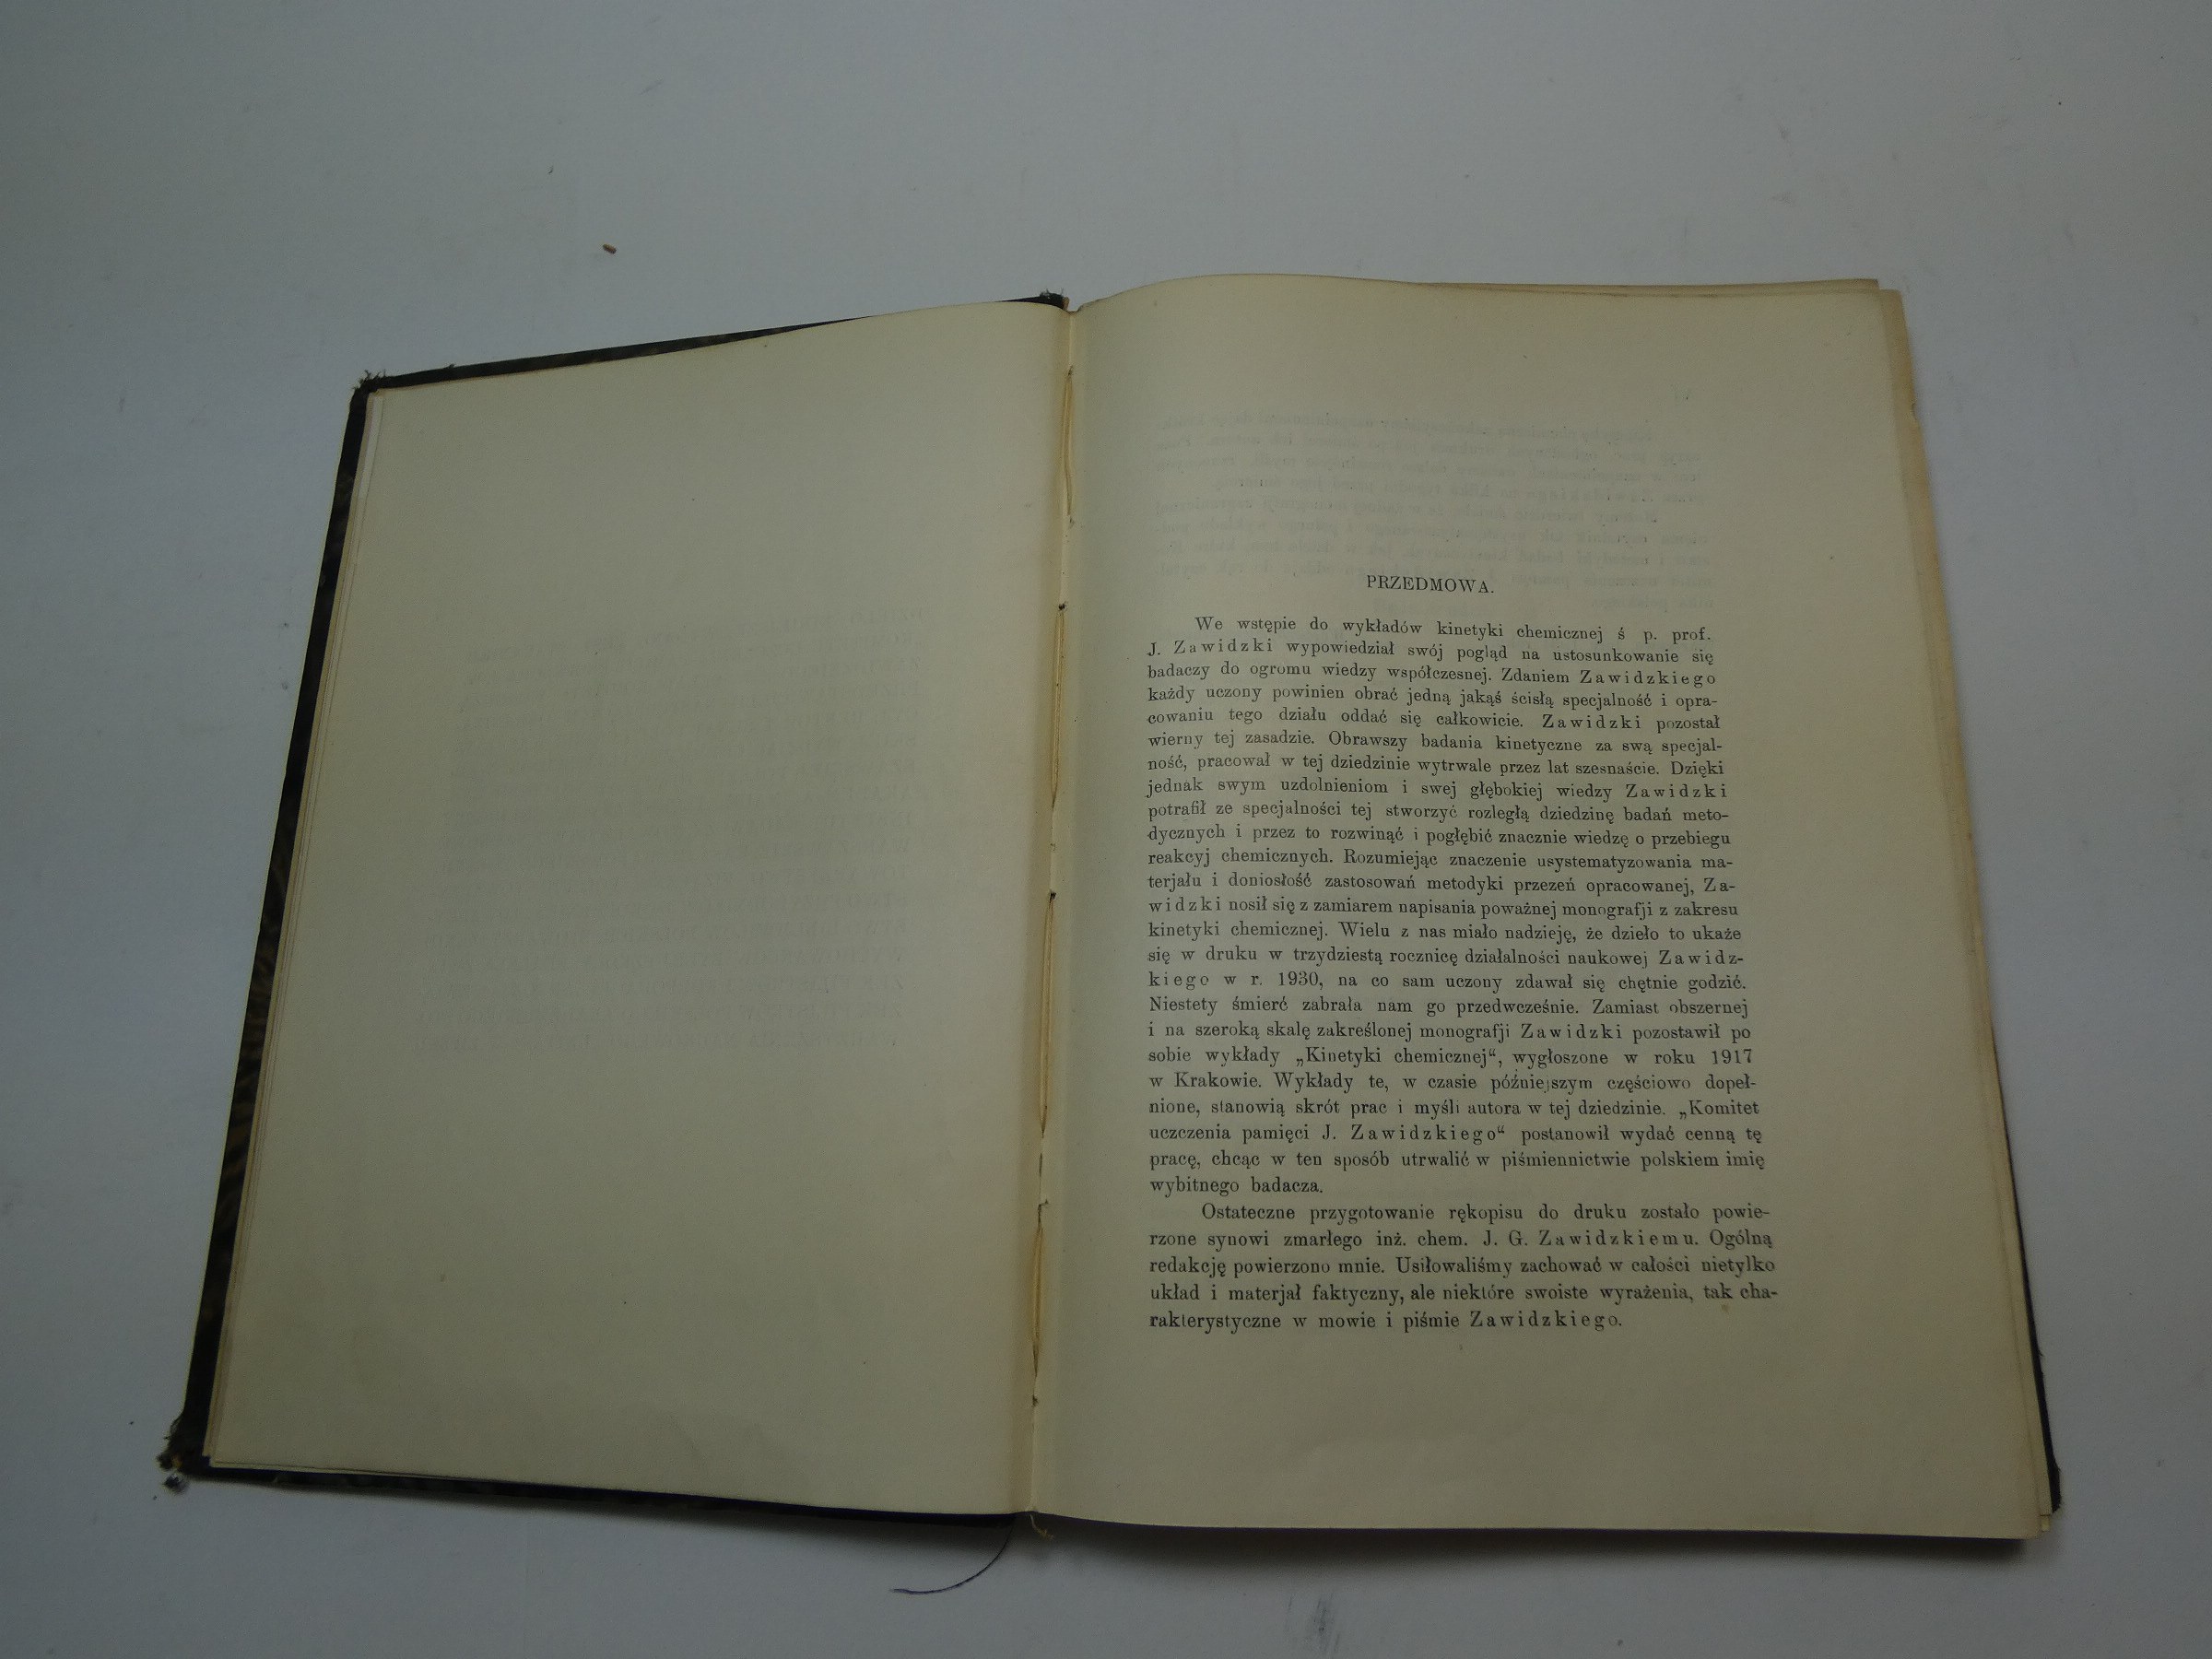 PRZEDMOWA.
We wstępie do wykładów kinetyki chemicznej ś p. prof.
J. Zawidzki wypowiedział swój pogląd na ustosunkowanie się
badaczy do ogromu wiedzy współczesnej. Zdaniem Zawidzkiego
każdy uczony powinien obrać jedną jakąś ścisłą specjalność i opra-
cowaniu tego działu oddać się całkowicie. Zawidzki pozostał
wierny tej zasadzie. Obrawszy badania kinetyczne za swą specjal-
ność, pracował w tej dziedzinie wytrwale przez lat szesnaście. Dzięki
jednak swym uzdolnieniom i swej głębokiej wiedzy Zawidzki
potrafił ze specjalności tej stworzyć rozległą dziedzinę badań meto-
dycznych i przez to rozwinąć i pogłębić znacznie wiedzę o przebiegu
reakcyj chemicznych. Rozumiejąc znaczenie usystematyzowania ma-
terjału i doniosłość zastosowań metodyki przezeń opracowanej, Za-
widzki nosił się z zamiarem napisania poważnej monografji z zakresu
kinetyki chemicznej. Wielu z nas miało nadzieję, że dzieło to ukaże
się w druku w trzydziestą rocznicę działalności naukowej Zawidz-
kiego w r. 1930, na co sam uczony zdawał się chętnie godzić.
Niestety śmierć zabrała nam go przedwcześnie. Zamiast obszernej
i na szeroką skalę zakreślonej monografji Zawidzki pozostawił po
sobie wykłady „Kinetyki chemicznej“, wygłoszone w roku 1917
w Krakowie. Wykłady te, w czasie późniejszym częściowo dopeł-
nione, stanowią skrót prac i myśli autora w tej dziedzinie. „Komitet
uczczenia pamięci J. Zawidzkiego“ postanowił wydać cenną tę
pracę, chcąc w ten sposób utrwalić w piśmiennictwie polskiem imię
wybitnego badacza.
Ostateczne przygotowanie rękopisu do druku zostało powie-
rzone synowi zmarłego inż. chem. J. G. Zawidzkiemu. Ogólną
redakcję powierzono mnie. Usiłowaliśmy zachować w całości nietylko
układ i materjał faktyczny, ale niektóre swoiste wyrażenia, tak cha-
rakterystyczne w mowie i piśmie Zawidzkiego.